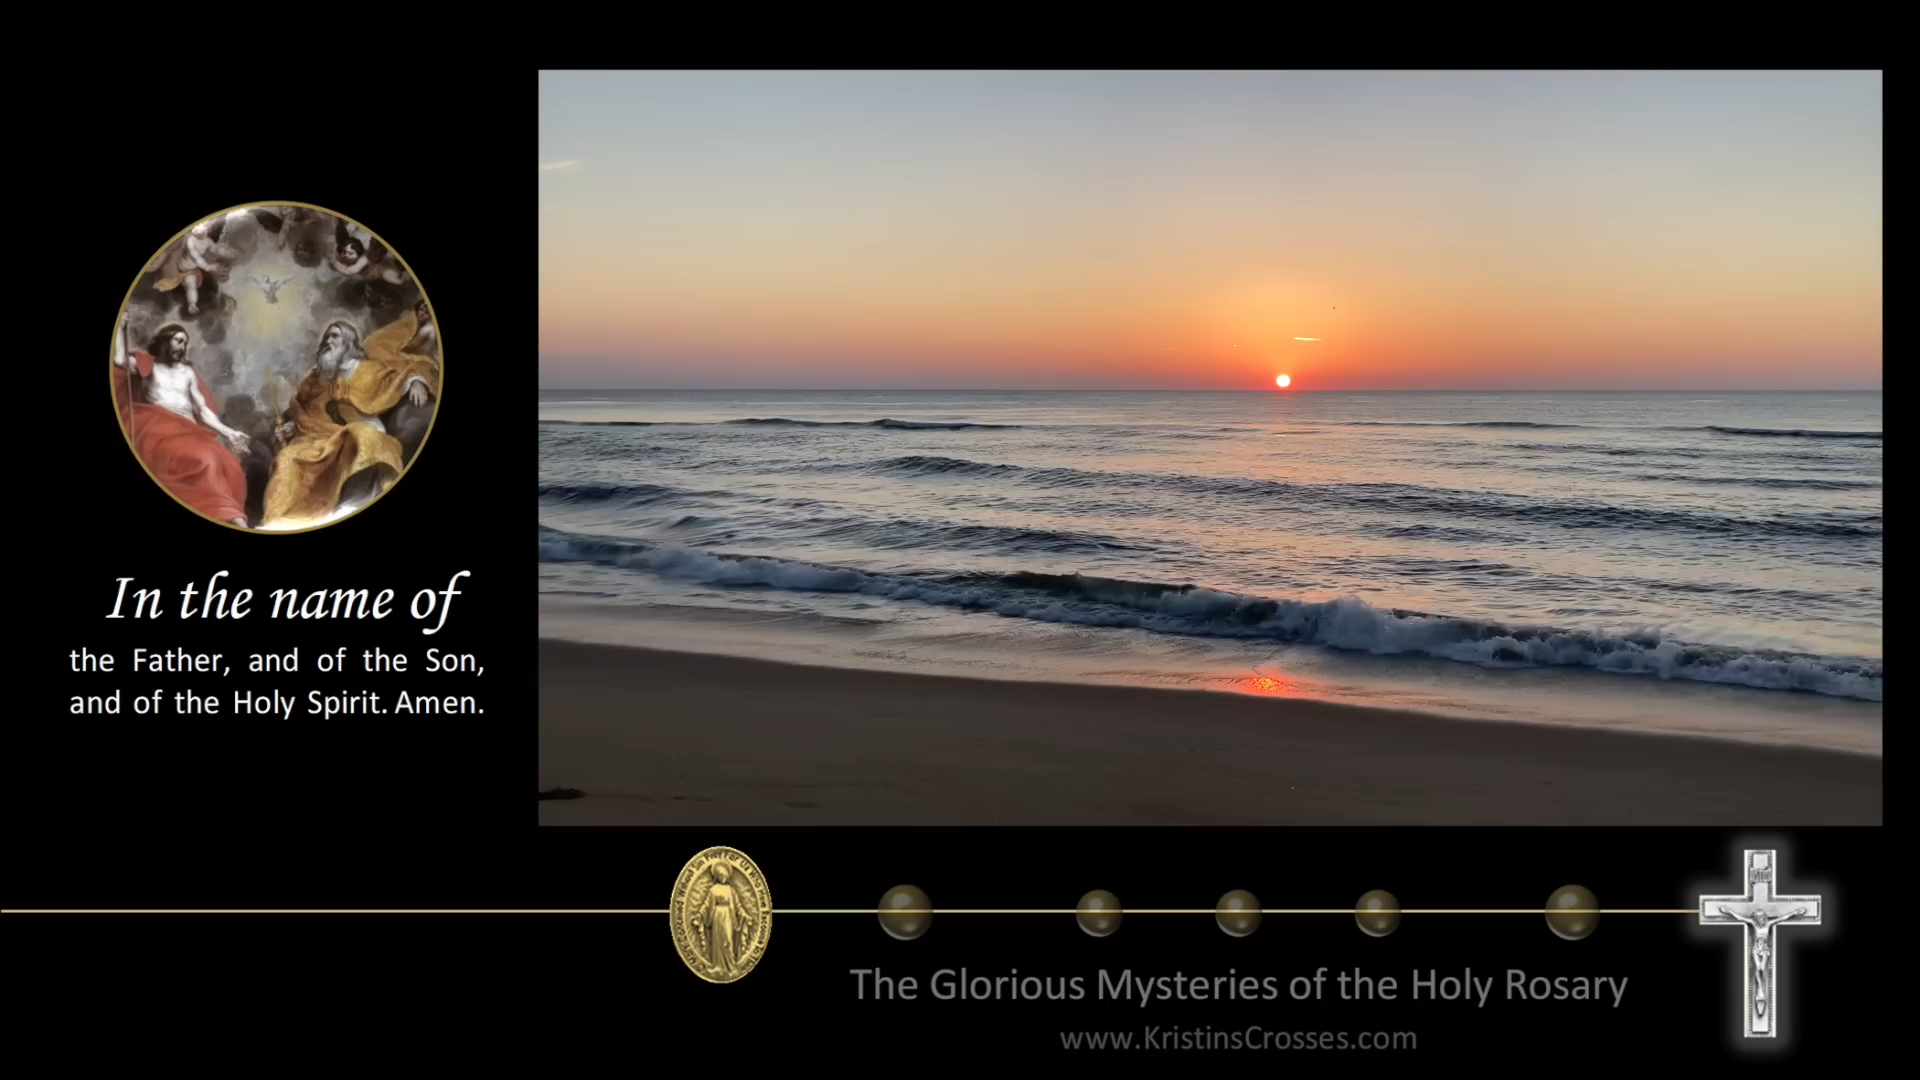 In the name of
the Father, and of the Son,
and of the Holy Spirit. Amen.
The Glorious Mysteries of the Holy Rosary
www.KristinsCrosses.com